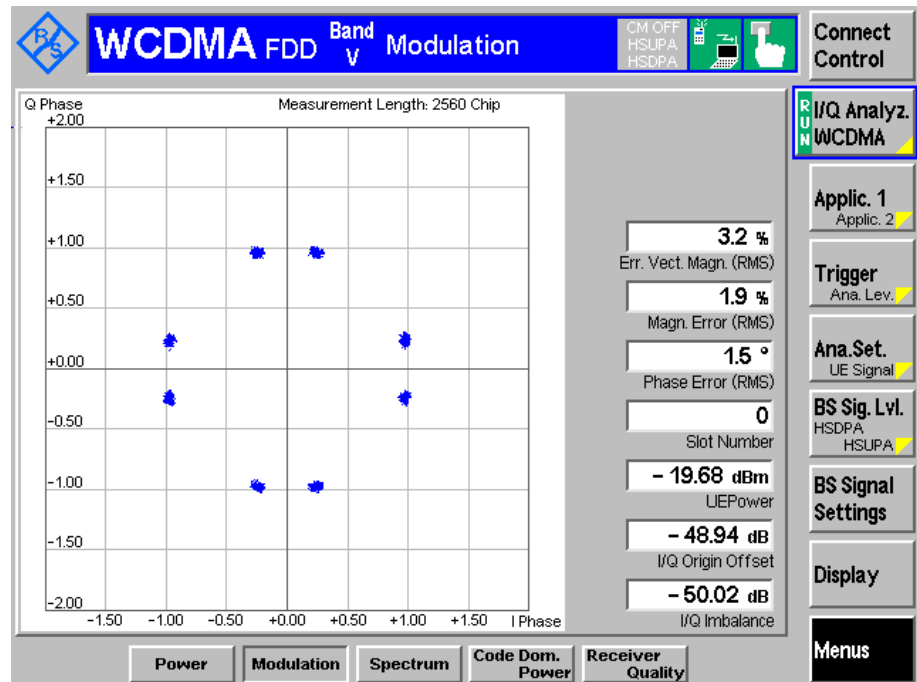 R&S
WCDMA FDD Band V Modulation
CM OFF
HSUPA
HSDPA
Connect Control
Q Phase
Measurement Length: 2560 Chip
+2.00
+1.50
+1.00
+0.50
+0.00
-0.50
-1.00
-1.50
-2.00
-1.50 -1.00 -0.50 +0.00 +0.50 +1.00 +1.50 I Phase
3.2 %
Err. Vect. Magn. (RMS)
1.9 %
Magn. Error (RMS)
1.5 °
Phase Error (RMS)
0
Slot Number
- 19.68 dBm
UEPower
- 48.94 dB
I/Q Origin Offset
- 50.02 dB
I/Q Imbalance
RUN
I/Q Analyz.
WCDMA
Applic. 1
Applic. 2
Trigger
Ana. Lev.
Ana.Set.
UE Signal
BS Sig. Lvl.
HSDPA
HSUPA
BS Signal
Settings
Display
Menus
Power
Modulation
Spectrum
Code Dom.
Power
Receiver
Quality